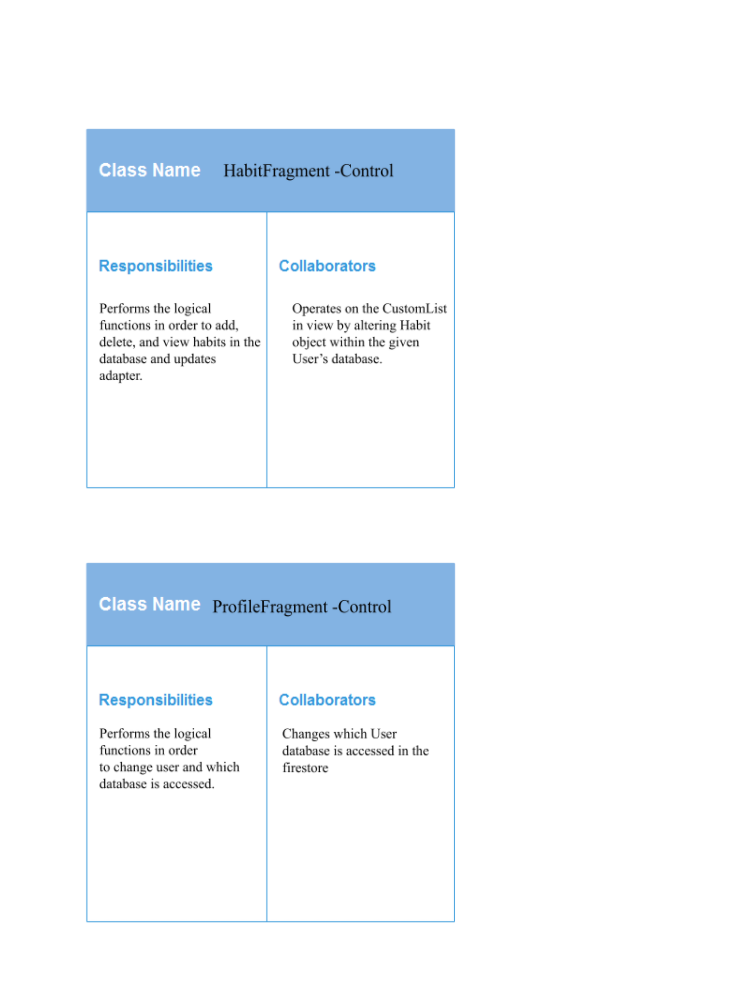 Class Name HabitFragment -Control
Responsibilities
Performs the logical
functions in order to add,
delete, and view habits in the
database and updates
adapter.
Collaborators
Operates on the CustomList
in view by altering Habit
object within the given
User’s database.
Class Name ProfileFragment -Control
Responsibilities
Performs the logical
functions in order
to change user and which
database is accessed.
Collaborators
Changes which User
database is accessed in the
firestore